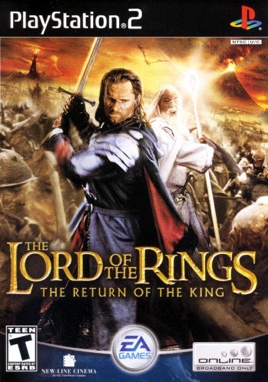 PlayStation®2
THE
LORD OF THE RINGS
THE RETURN OF THE KING
TEEN
T
ESRB
NEW LINE CINEMA
EA
GAMES
ONLINE
BROADBAND ONLY